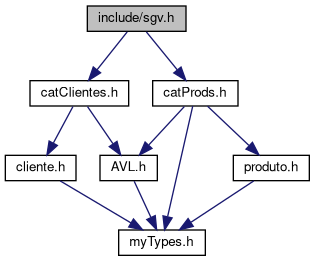 include/sgv.h
catClientes.h
catProds.h
cliente.h
AVL.h
produto.h
myTypes.h